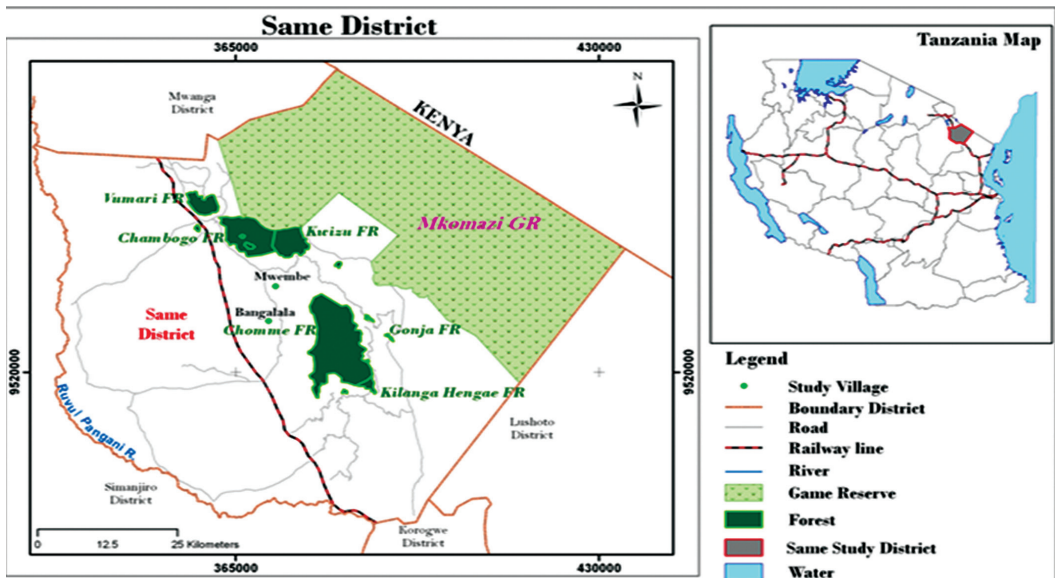 Same District
365000
430000
Mwanga
District
N
KENYA
Vumari FR
Chambogo FR
Kwizu FR
Mkomazi GR
Mwembe
Same
District
Bangalala
Chomme FR
Gonja FR
9520000
9520000
Kilanga Hengae FR
Ruvu/ Pangani R.
Lushoto
District
Simanjiro
District
Korogwe
District
0 12.5 25 Kilometers
365000
430000
Tanzania Map
Legend
Study Village
Boundary District
Road
Railway line
River
Game Reserve
Forest
Same Study District
Water